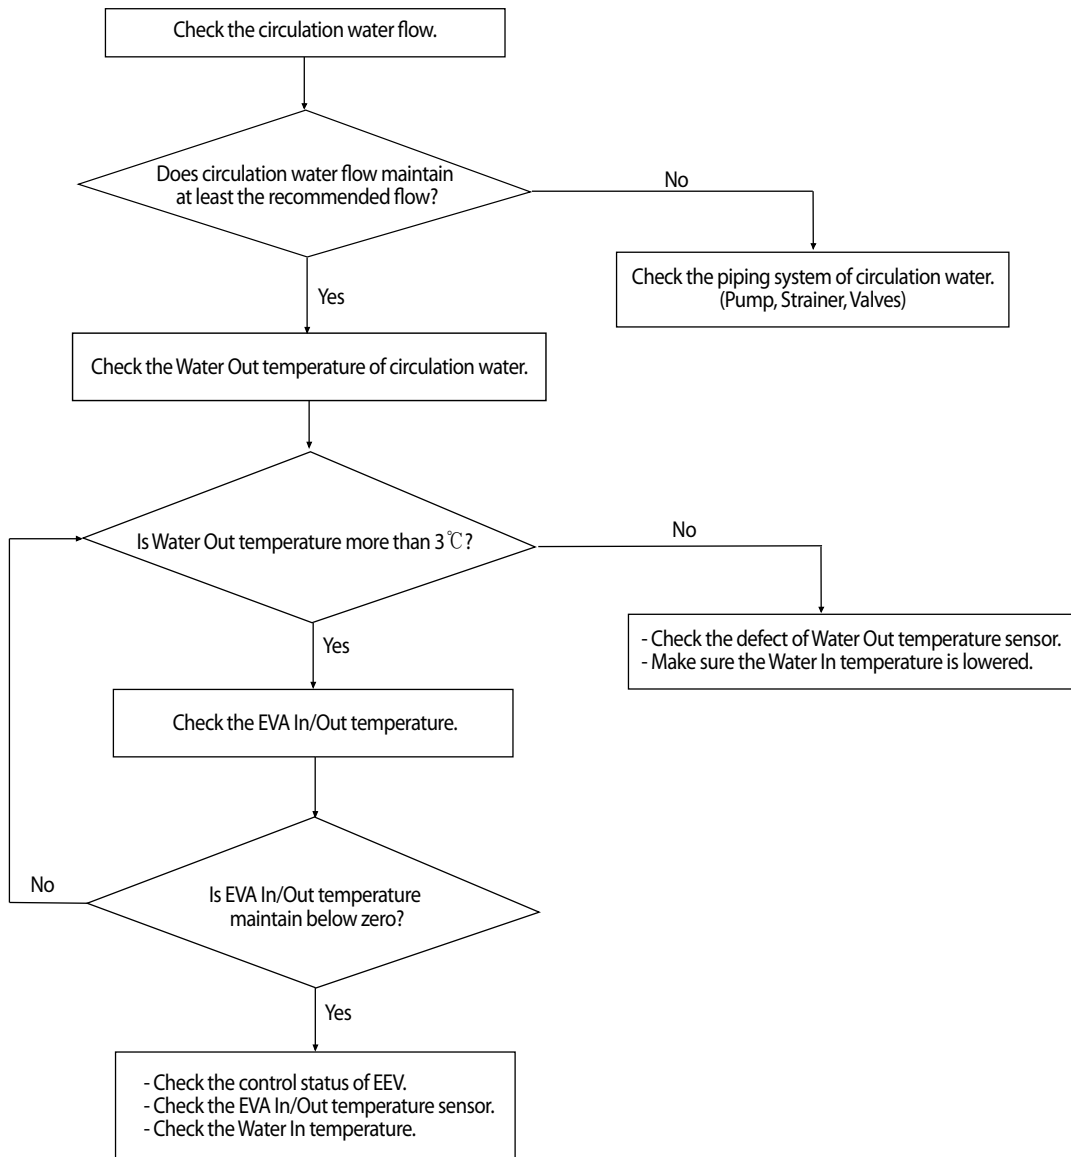 Check the circulation water flow.
Does circulation water flow maintain
at least the recommended flow?
No
Check the piping system of circulation water.
(Pump, Strainer, Valves)
Yes
Check the Water Out temperature of circulation water.
Is Water Out temperature more than 3℃?
No
- Check the defect of Water Out temperature sensor.
- Make sure the Water In temperature is lowered.
Yes
Check the EVA In/Out temperature.
Is EVA In/Out temperature
maintain below zero?
No
Yes
- Check the control status of EEV.
- Check the EVA In/Out temperature sensor.
- Check the Water In temperature.